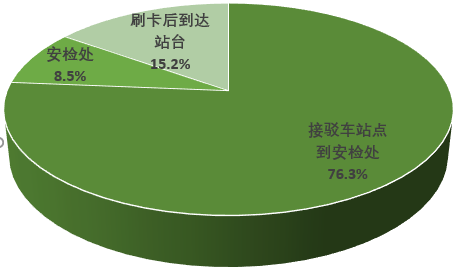 刷卡后到达
站台
15.2%
安检处
8.5%
接驳车站点
到安检处
76.3%